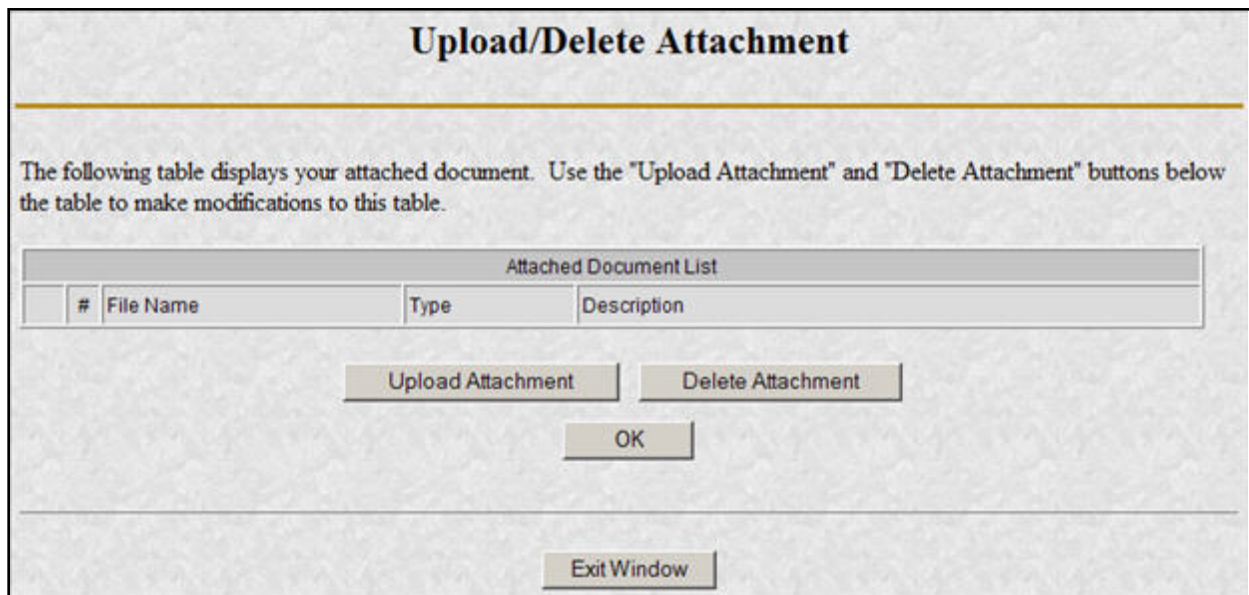 Upload/Delete Attachment
The following table displays your attached document.  Use the "Upload Attachment" and "Delete Attachment" buttons below
the table to make modifications to this table.
Attached Document List
# File Name Type Description
Upload Attachment Delete Attachment
OK
Exit Window